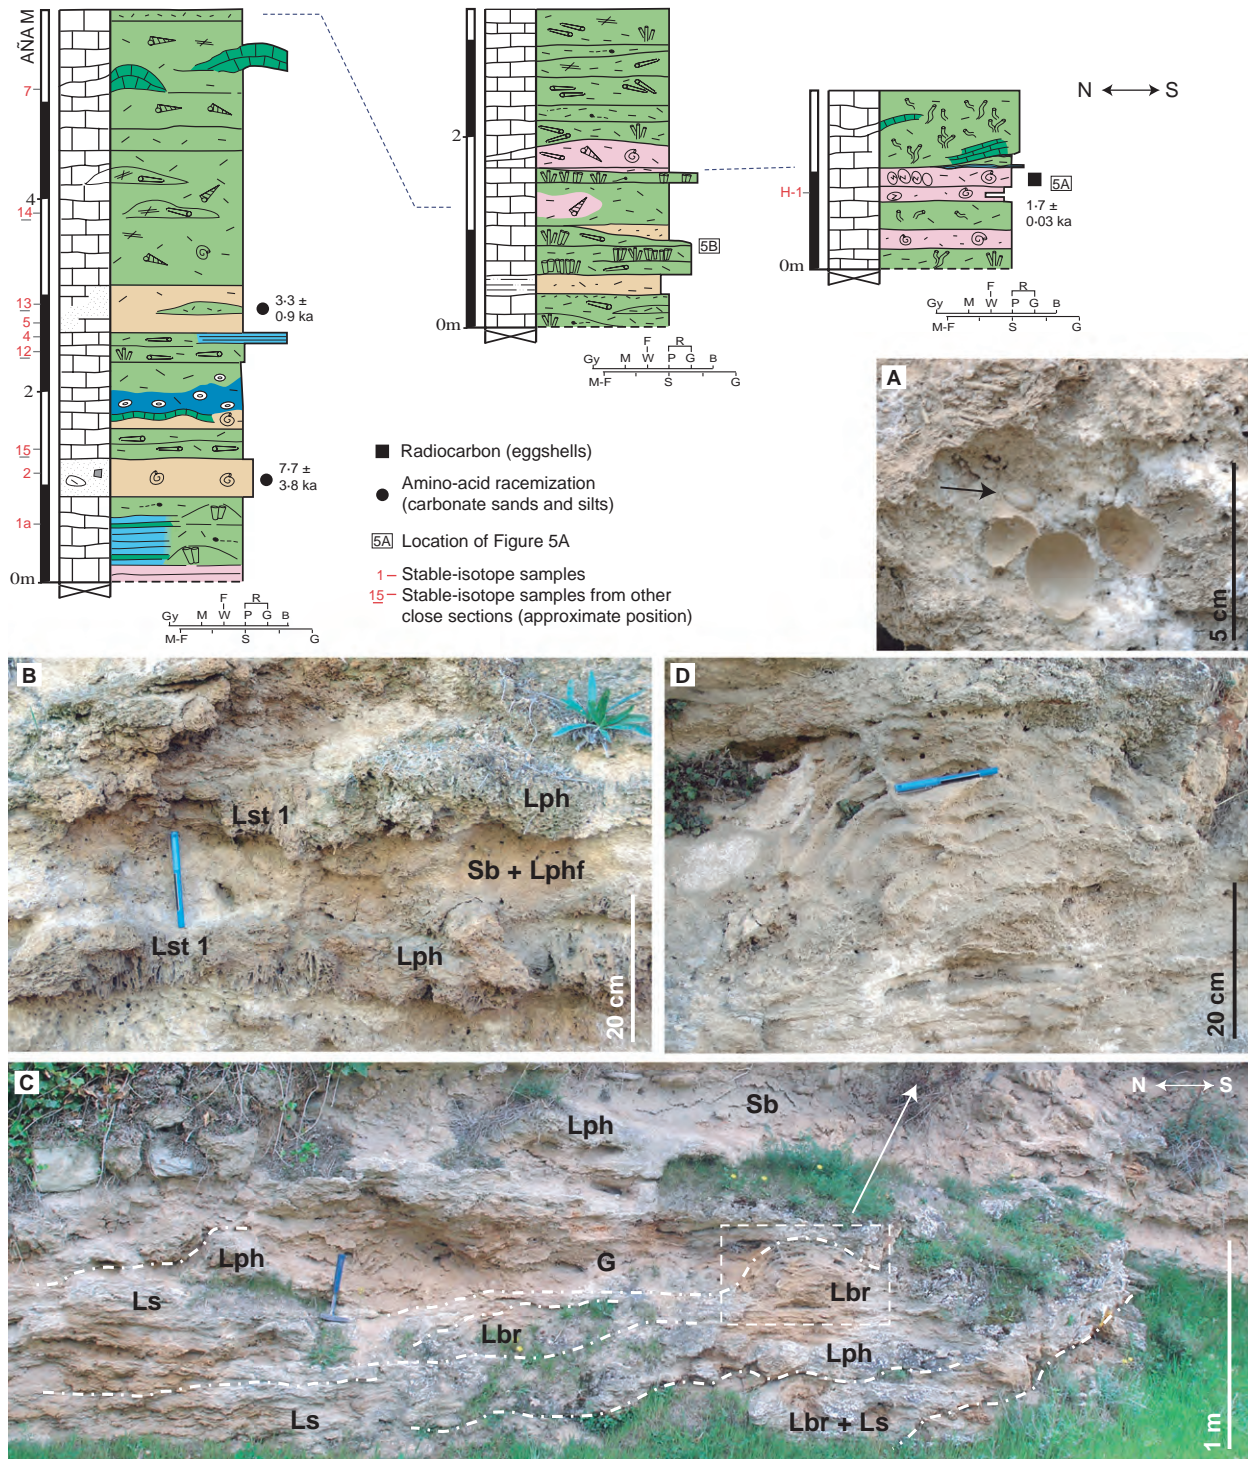 AÑA M
7
4
14
13
5
4
12
2
15
2
1a
0m
3·3 ±
0·9 ka
7·7 ±
3·8 ka
F R
Gy M W P G B
M-F S G
2
0m
5B
F R
Gy M W P G B
M-F S G
N S
H-1
5A
1·7 ±
0·03 ka
0m
F R
Gy M W P G B
M-F S G
Radiocarbon (eggshells)
Amino-acid racemization
(carbonate sands and silts)
5A Location of Figure 5A
1 Stable-isotope samples
15 Stable-isotope samples from other
close sections (approximate position)
A
5 cm
B
Lph
Lst 1
Sb + Lphf
Lst 1
Lph
20 cm
D
20 cm
C
N S
Sb
Lph
Lph
G
Ls
Lbr
Lbr
Lph
Ls
Lbr + Ls
1 m